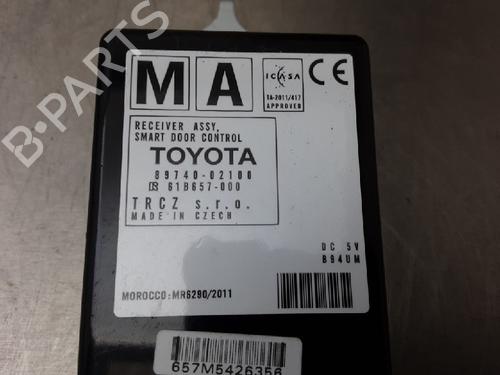 MA
ICASA
TA-2011/417
APPROVED
CE
RECEIVER ASSY,
SMART DOOR CONTROL
TOYOTA
89740-02100
61B657-000
TRCZ s.r.o.
MADE IN CZECH
DC 5V
B94UM
MOROCCO:MR6290/2011
657M5426356
B-PARTS